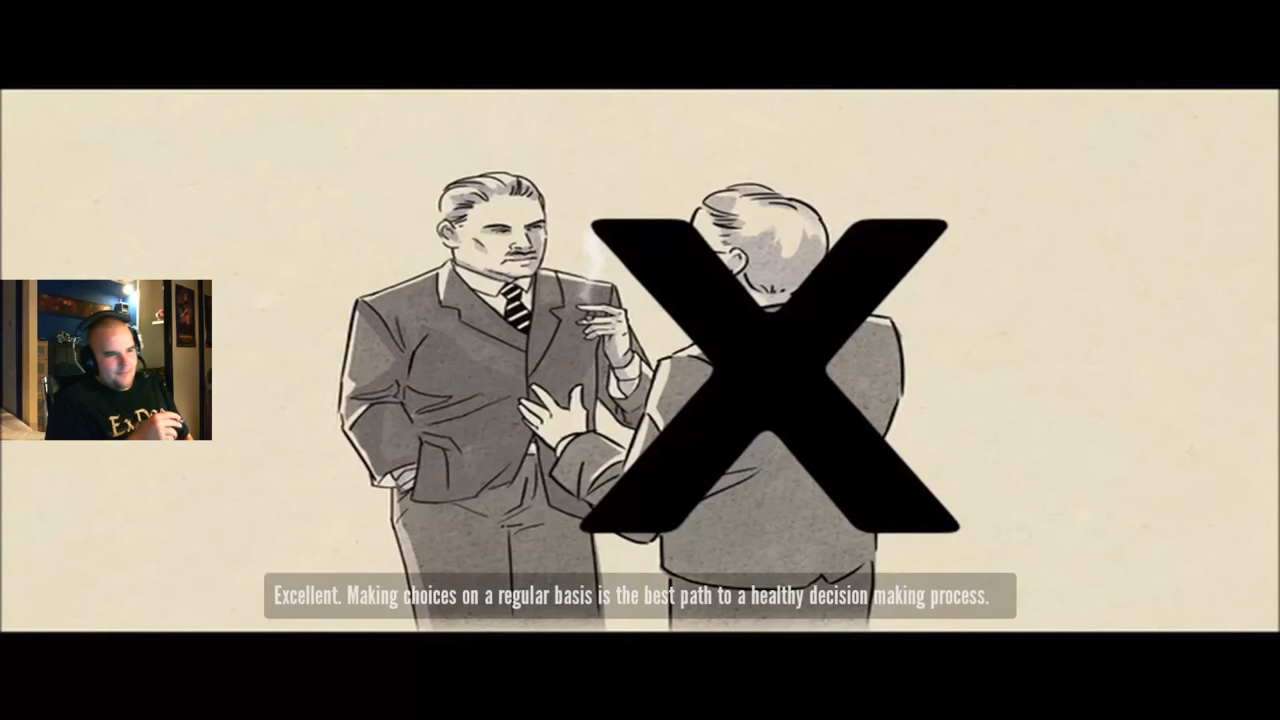 Excellent. Making choices on a regular basis is the best path to a healthy decision making process.